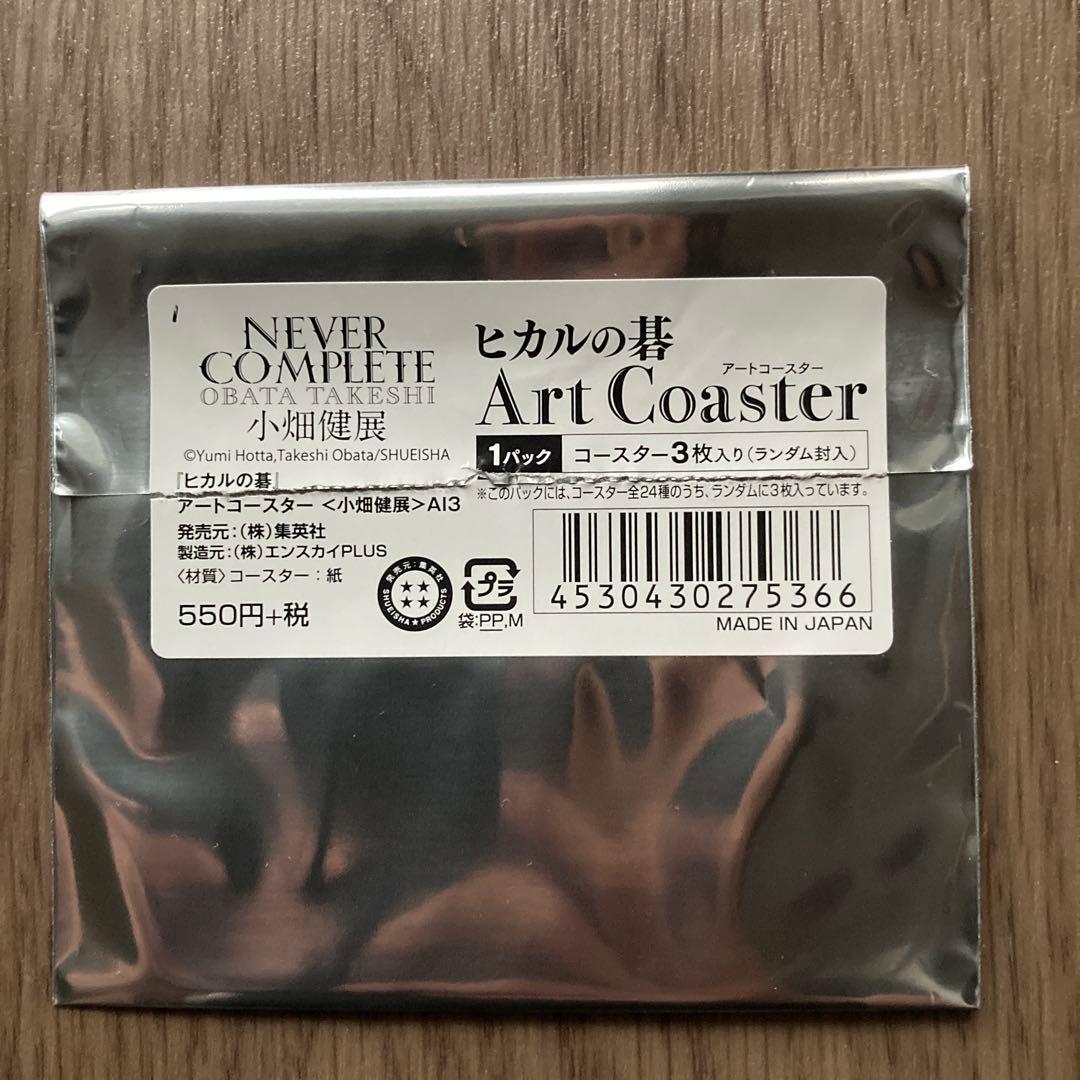 NEVER
COMPLETE
OBATA TAKESHI
小畑健展
©Yumi Hotta,Takeshi Obata/SHUEISHA
ヒカルの碁
アートコースター
Art Coaster
1パック コースター3枚入り(ランダム封入)
※このパックには、コースター全24種のうち、ランダムに3枚入っています。
『ヒカルの碁』
アートコースター <小畑健展>A13
発売元:(株)集英社
製造元:(株)エンスカイPLUS
〈材質〉コースター:紙
550円+税
発売元:集英社
SHUEISHA★PRODUCTS
プラ
袋:PP,M
4530430275366
MADE IN JAPAN